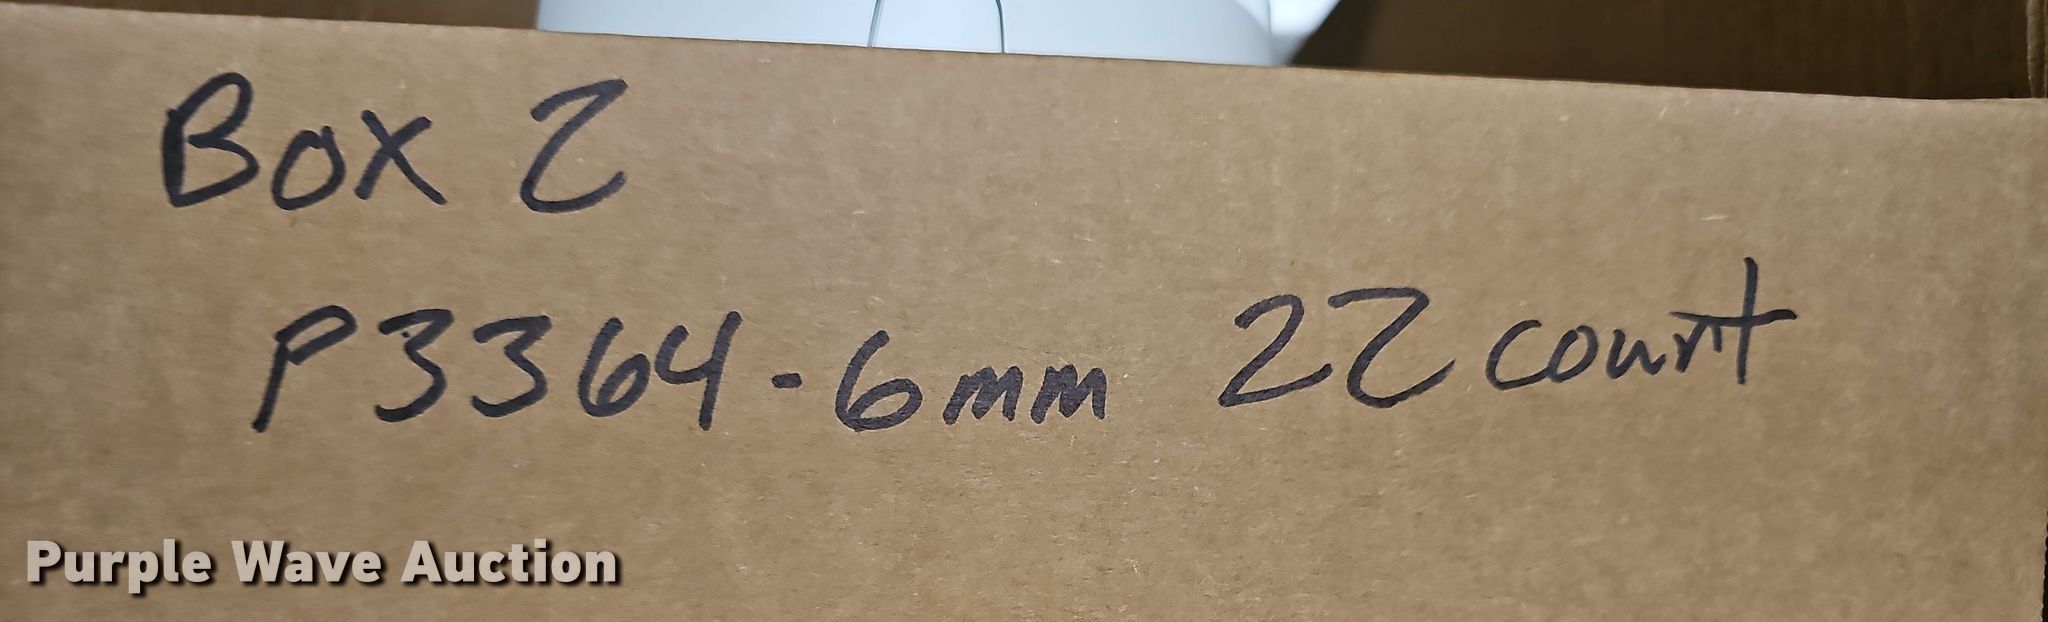 Box 2
P3364-6mm 22 count
Purple Wave Auction